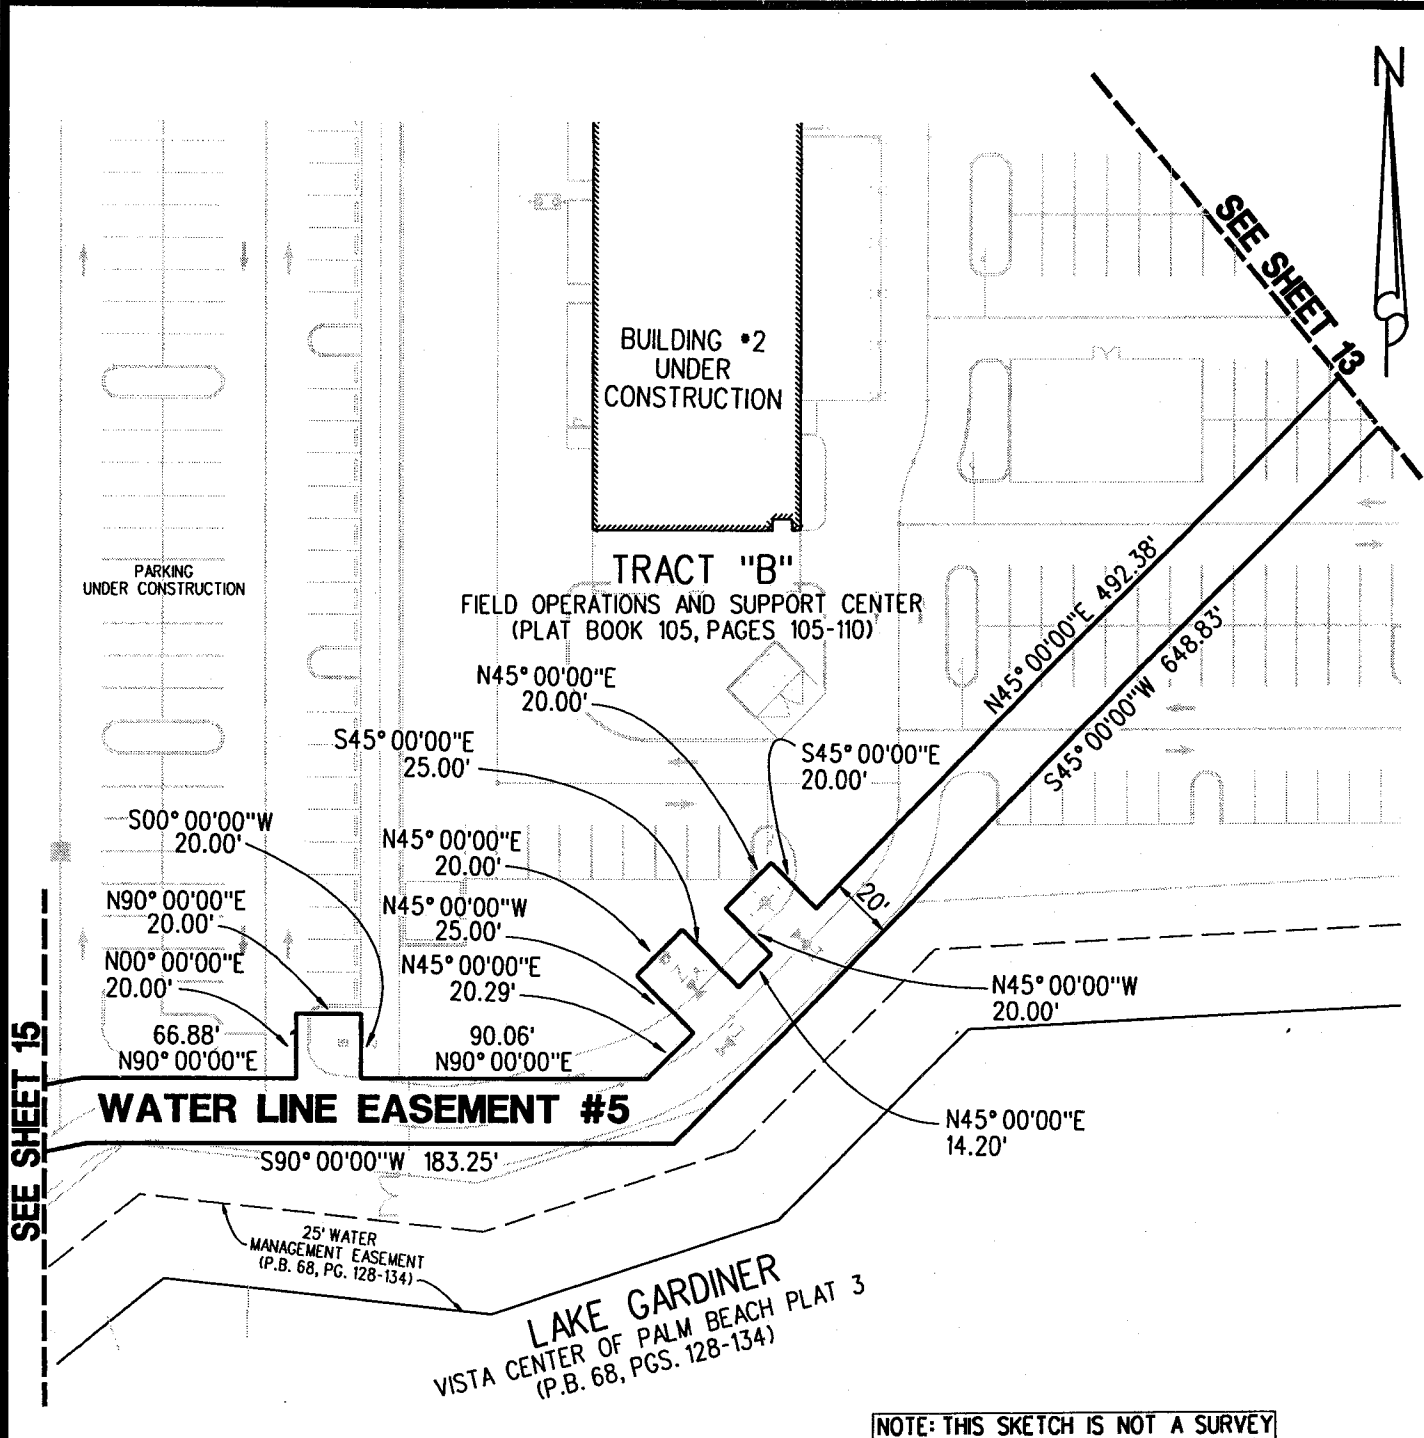 N
SEE SHEET 13
BUILDING •2
UNDER
CONSTRUCTION
TRACT "B"
FIELD OPERATIONS AND SUPPORT CENTER
(PLAT BOOK 105, PAGES 105-110)
PARKING
UNDER CONSTRUCTION
N45°00'00"E 492.38'
S45°00'00"W 648.83'
N45°00'00"E
20.00'
S45°00'00"E
25.00'
S45°00'00"E
20.00'
S00°00'00"W
20.00'
N45°00'00"E
20.00'
N90°00'00"E
20.00'
N45°00'00"W
25.00'
20'
N00°00'00"E
20.00'
N45°00'00"E
20.29'
N45°00'00"W
20.00'
66.88'
N90°00'00"E
90.06'
N90°00'00"E
WATER LINE EASEMENT #5
N45°00'00"E
14.20'
S90°00'00"W 183.25'
SEE SHEET 15
25' WATER
MANAGEMENT EASEMENT
(P.B. 68, PG. 128-134)
LAKE GARDINER
VISTA CENTER OF PALM BEACH PLAT 3
(P.B. 68, PGS. 128-134)
NOTE: THIS SKETCH IS NOT A SURVEY